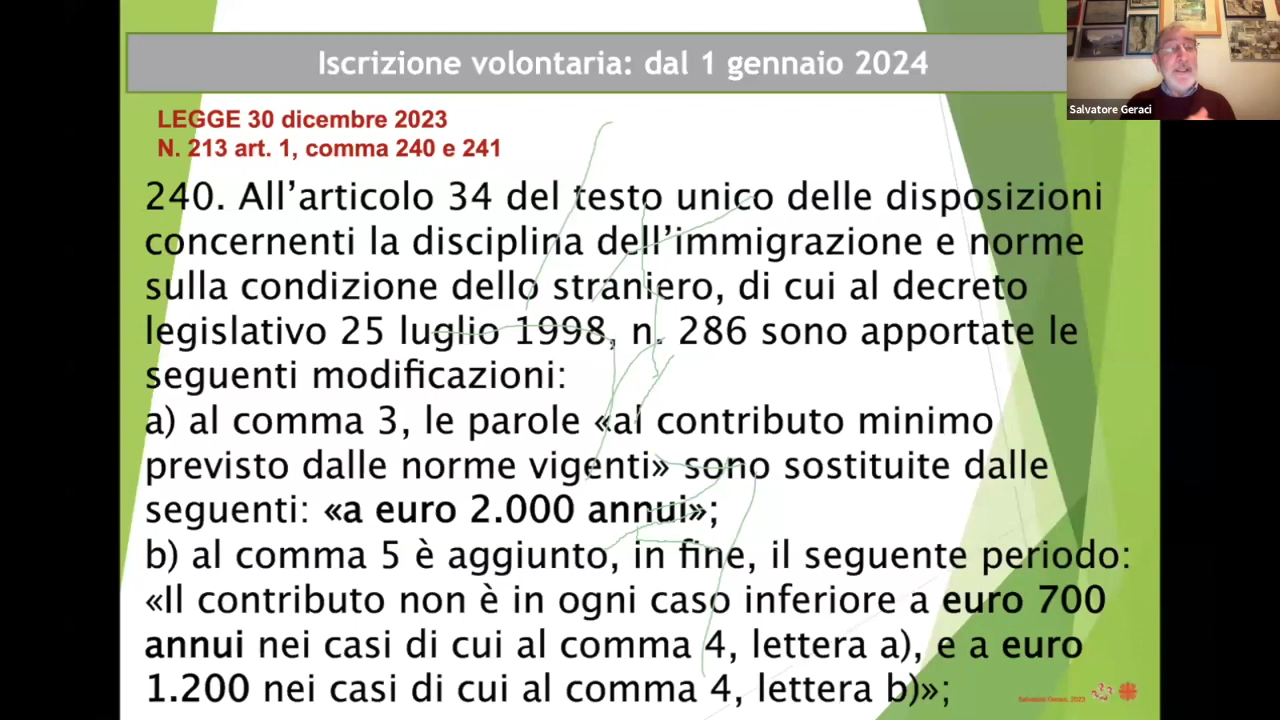 Iscrizione volontaria: dal 1 gennaio 2024
Salvatore Geraci
LEGGE 30 dicembre 2023
N. 213 art. 1, comma 240 e 241
240. All’articolo 34 del testo unico delle disposizioni
concernenti la disciplina dell’immigrazione e norme
sulla condizione dello straniero, di cui al decreto
legislativo 25 luglio 1998, n. 286 sono apportate le
seguenti modificazioni:
a) al comma 3, le parole «al contributo minimo
previsto dalle norme vigenti» sono sostituite dalle
seguenti: «a euro 2.000 annui»;
b) al comma 5 è aggiunto, in fine, il seguente periodo:
«Il contributo non è in ogni caso inferiore a euro 700
annui nei casi di cui al comma 4, lettera a), e a euro
1.200 nei casi di cui al comma 4, lettera b)»;
Salvatore Geraci, 2023